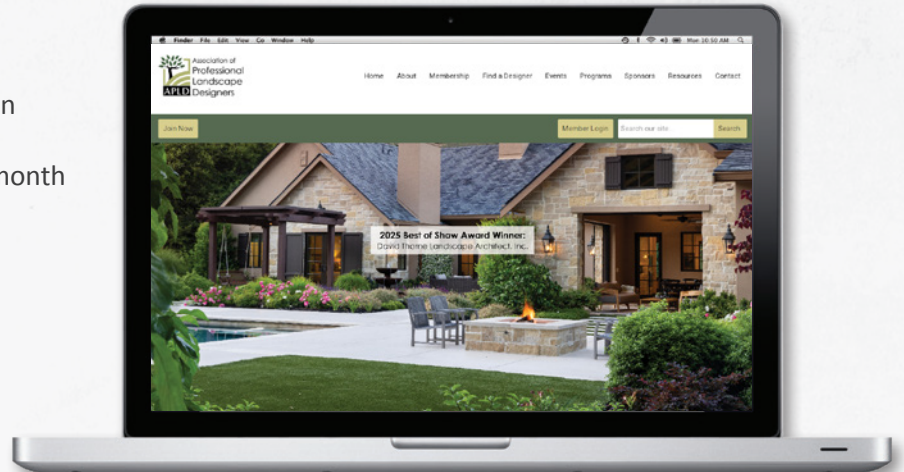 n
month
Finder File Edit View Go Window Help
Mon 10:50 AM
Association of
Professional
Landscape
APLD Designers
Home About Membership Find a Designer Events Programs Sponsors Resources Contact
Join Now
Member Login Search our site Search
2025 Best of Show Award Winner:
David Thorne Landscape Architect, Inc.